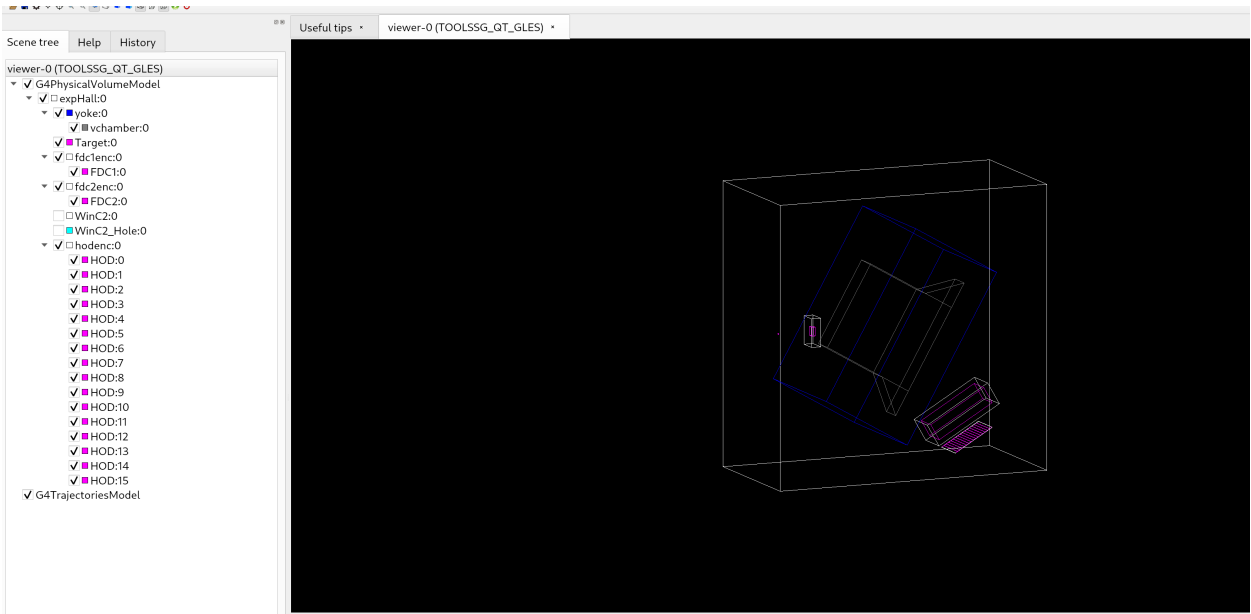 Useful tips
viewer-0 (TOOLSSG_QT_GLES)
Scene tree
Help
History
viewer-0 (TOOLSSG_QT_GLES)
G4PhysicalVolumeModel
expHall:0
yoke:0
vchamber:0
Target:0
fdc1enc:0
FDC1:0
fdc2enc:0
FDC2:0
WinC2:0
WinC2_Hole:0
hodenc:0
HOD:0
HOD:1
HOD:2
HOD:3
HOD:4
HOD:5
HOD:6
HOD:7
HOD:8
HOD:9
HOD:10
HOD:11
HOD:12
HOD:13
HOD:14
HOD:15
G4TrajectoriesModel